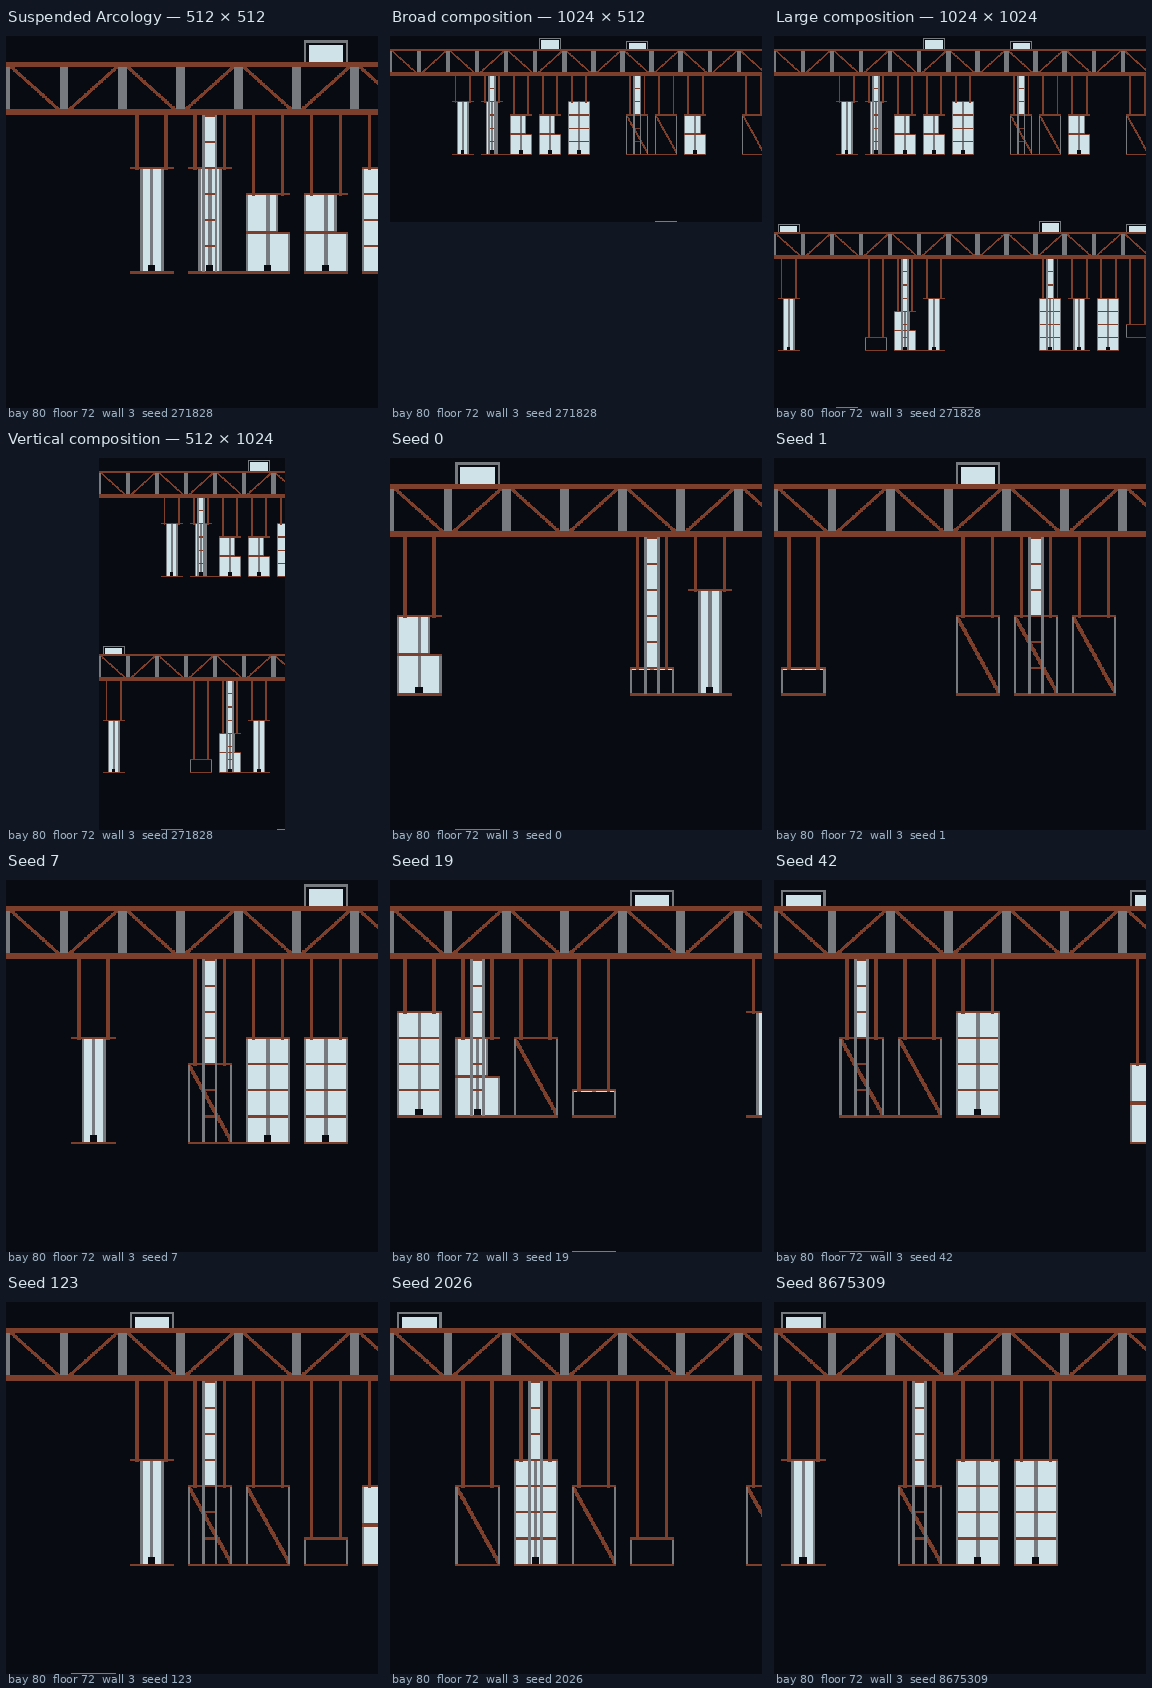 Suspended Arcology — 512 × 512
Broad composition — 1024 × 512
Large composition — 1024 × 1024
bay 80 floor 72 wall 3 seed 271828
bay 80 floor 72 wall 3 seed 271828
bay 80 floor 72 wall 3 seed 271828
Vertical composition — 512 × 1024
Seed 0
Seed 1
bay 80 floor 72 wall 3 seed 271828
bay 80 floor 72 wall 3 seed 0
bay 80 floor 72 wall 3 seed 1
Seed 7
Seed 19
Seed 42
bay 80 floor 72 wall 3 seed 7
bay 80 floor 72 wall 3 seed 19
bay 80 floor 72 wall 3 seed 42
Seed 123
Seed 2026
Seed 8675309
bay 80 floor 72 wall 3 seed 123
bay 80 floor 72 wall 3 seed 2026
bay 80 floor 72 wall 3 seed 8675309